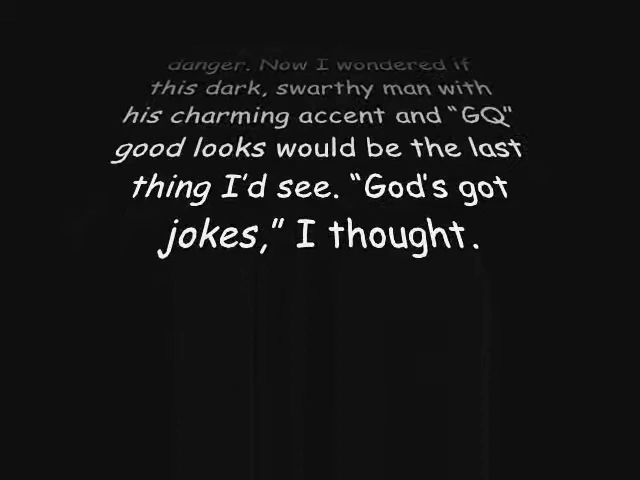 danger. Now I wondered if
this dark, swarthy man with
his charming accent and “GQ”
good looks would be the last
thing I’d see. “God’s got
jokes,” I thought.